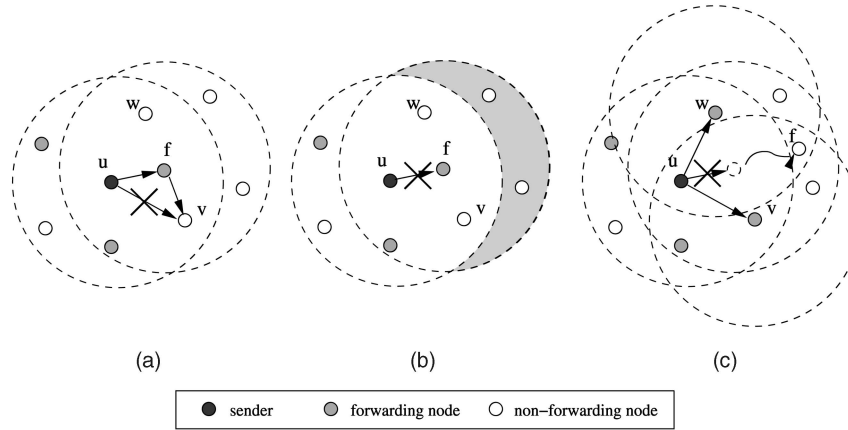 w
f
u
v
w
f
u
v
w
f
u
v
(a)
(b)
(c)
sender
forwarding node
non-forwarding node